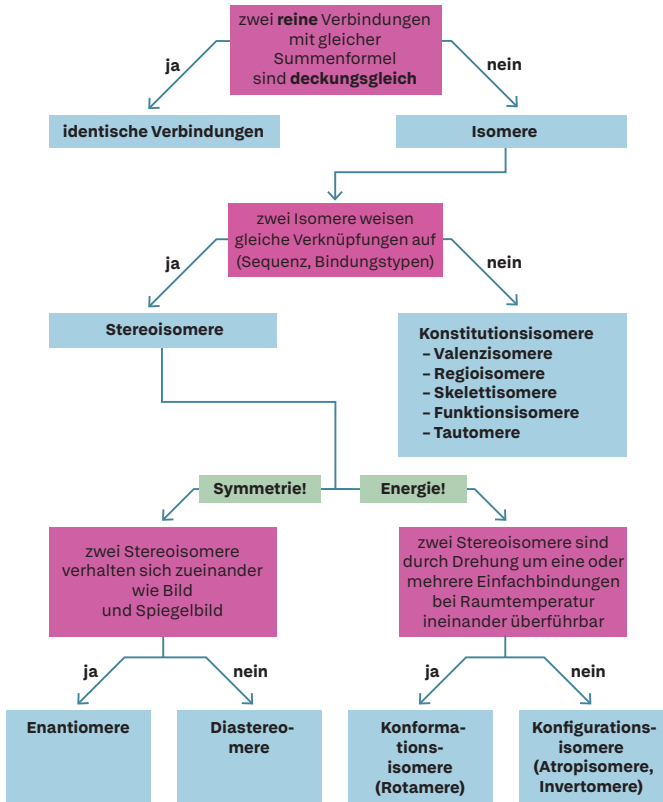 zwei reine Verbindungen
mit gleicher
Summenformel
sind deckungsgleich
ja
nein
identische Verbindungen
Isomere
zwei Isomere weisen
gleiche Verknüpfungen auf
(Sequenz, Bindungstypen)
ja
nein
Stereoisomere
Konstitutionsisomere
– Valenzisomere
– Regioisomere
– Skelettisomere
– Funktionsisomere
– Tautomere
Symmetrie!
Energie!
zwei Stereoisomere
verhalten sich zueinander
wie Bild
und Spiegelbild
zwei Stereoisomere sind
durch Drehung um eine oder
mehrere Einfachbindungen
bei Raumtemperatur
ineinander überführbar
ja
nein
ja
nein
Enantiomere
Diastereo-
mere
Konforma-
tions-
isomere
(Rotamere)
Konfigurations-
isomere
(Atropisomere,
Invertomere)